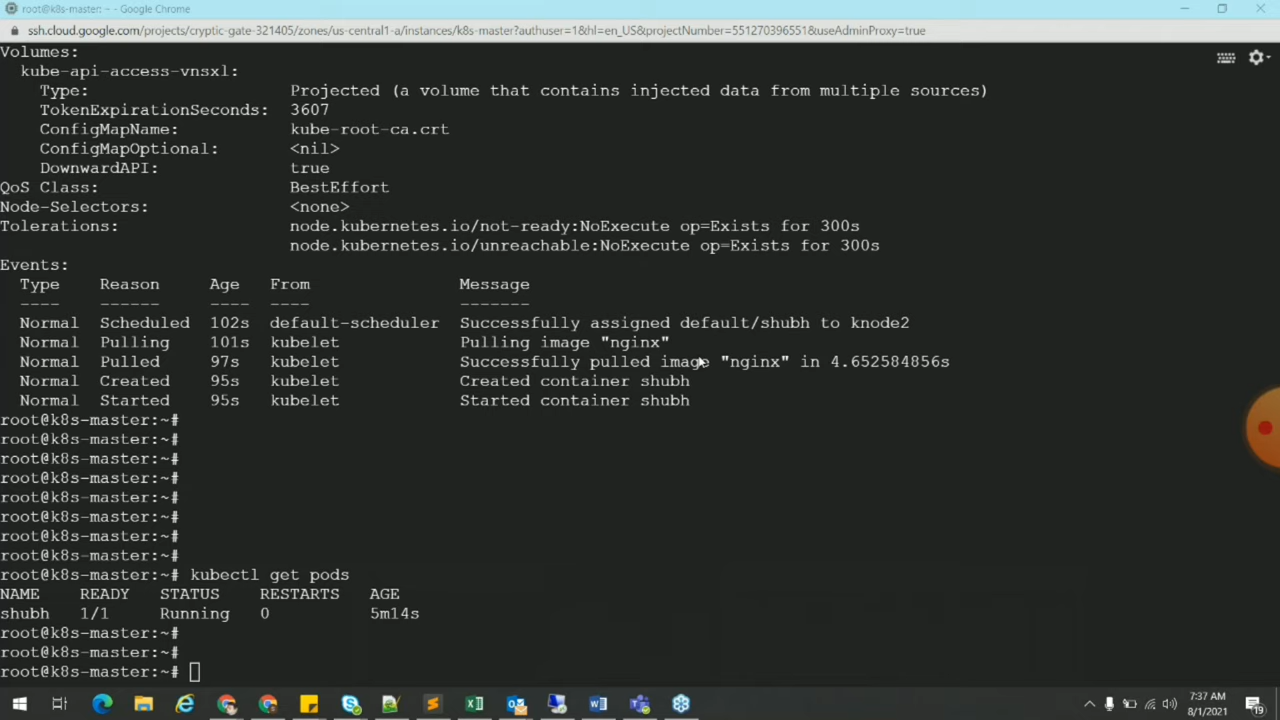 root@k8s-master: ~ - Google Chrome
ssh.cloud.google.com/projects/cryptic-gate-321405/zones/us-central1-a/instances/k8s-master?authuser=1&hl=en_US&projectNumber=551270396551&useAdminProxy=true
Volumes:
kube-api-access-vnsxl:
Type: Projected (a volume that contains injected data from multiple sources)
TokenExpirationSeconds: 3607
ConfigMapName: kube-root-ca.crt
ConfigMapOptional: <nil>
DownwardAPI: true
QoS Class: BestEffort
Node-Selectors: <none>
Tolerations: node.kubernetes.io/not-ready:NoExecute op=Exists for 300s
node.kubernetes.io/unreachable:NoExecute op=Exists for 300s
Events:
Type Reason Age From Message
---- ------ ---- ---- -------
Normal Scheduled 102s default-scheduler Successfully assigned default/shubh to knode2
Normal Pulling 101s kubelet Pulling image "nginx"
Normal Pulled 97s kubelet Successfully pulled image "nginx" in 4.652584856s
Normal Created 95s kubelet Created container shubh
Normal Started 95s kubelet Started container shubh
root@k8s-master:~#
root@k8s-master:~#
root@k8s-master:~#
root@k8s-master:~#
root@k8s-master:~#
root@k8s-master:~#
root@k8s-master:~#
root@k8s-master:~#
root@k8s-master:~# kubectl get pods
NAME READY STATUS RESTARTS AGE
shubh 1/1 Running 0 5m14s
root@k8s-master:~#
root@k8s-master:~#
root@k8s-master:~#
7:37 AM
8/1/2021
19